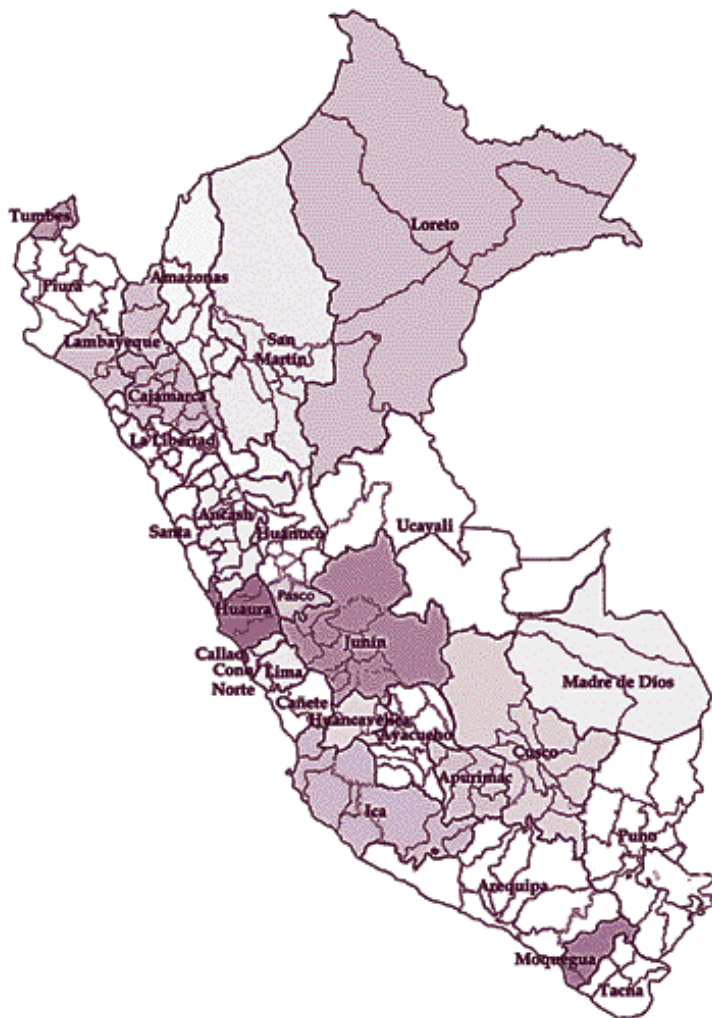 Tumbes
Loreto
Amazonas
Piura
San
Martín
Lambayeque
Cajamarca
La Libertad
Ancash
Santa
Huánuco
Ucayali
Pasco
Huaura
Junín
Callao
Cono
Norte
Lima
Madre de Dios
Cañete
Huancavelica
Ayacucho
Cusco
Apurimac
Ica
Puno
Arequipa
Moquegua
Tacna